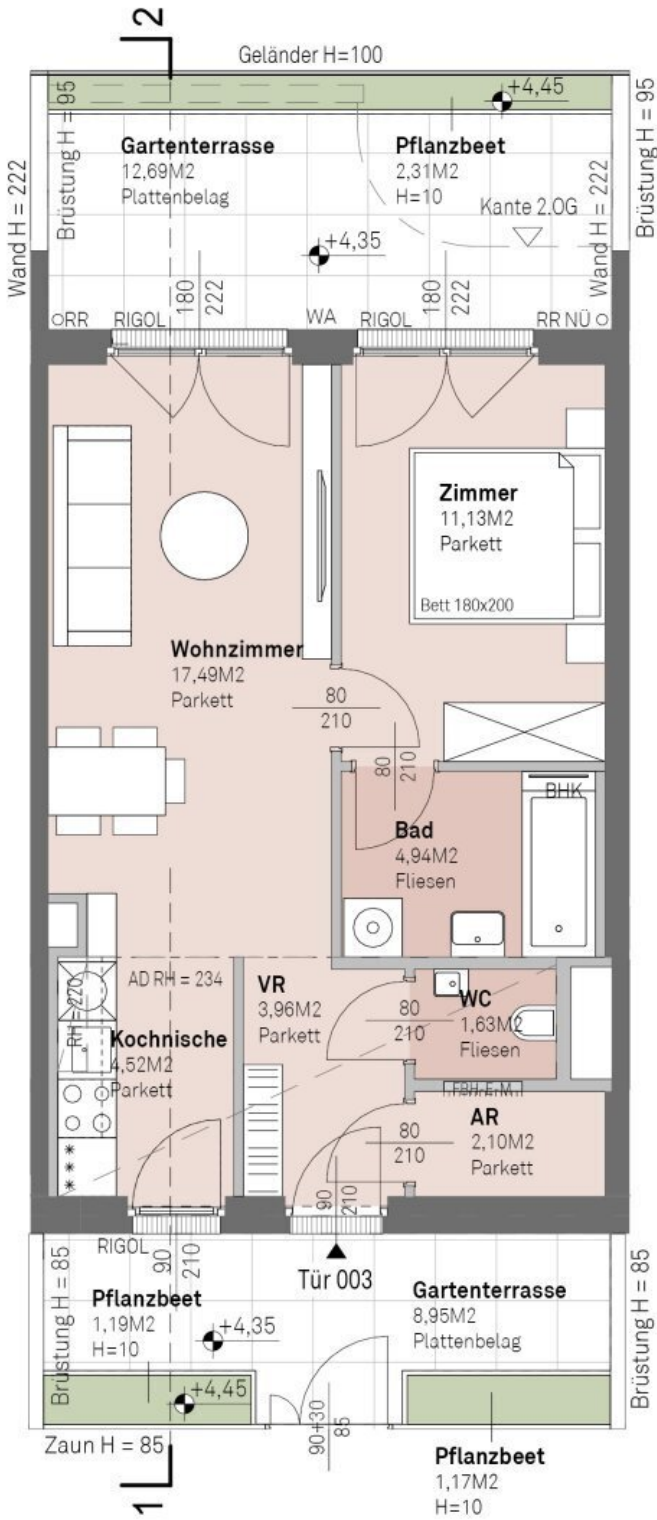 2
Geländer H=100
+4,45
Brüstung H = 95
Brüstung H = 95
Wand H = 222
Wand H = 222
Gartenterrasse
12,69M2
Plattenbelag
Pflanzbeet
2,31M2
H=10
Kante 2.OG
+4,35
180
222
180
222
RR
RIGOL
WA
RIGOL
RR NÜ
Zimmer
11,13M2
Parkett
Bett 180x200
Wohnzimmer
17,49M2
Parkett
80
210
80
210
BHK
Bad
4,94M2
Fliesen
AD RH = 234
RH = 220
VR
3,96M2
Parkett
WC
1,63M2
Fliesen
80
210
Kochnische
4,52M2
Parkett
FBH-E-M
AR
2,10M2
Parkett
80
210
90
210
RIGOL
90
210
Tür 003
Brüstung H = 85
Brüstung H = 85
Pflanzbeet
1,19M2
H=10
+4,35
Gartenterrasse
8,95M2
Plattenbelag
+4,45
90+30
85
Zaun H = 85
1
Pflanzbeet
1,17M2
H=10